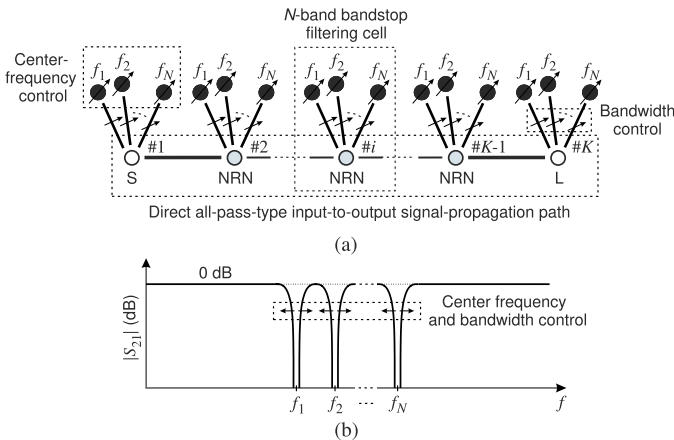 N-band bandstop
filtering cell
Center-
frequency
control
f1 f2 fN f1 f2 fN f1 f2 fN f1 f2 fN f1 f2 fN
Bandwidth
control
#1 #2 #i #K-1 #K
S NRN NRN NRN L
Direct all-pass-type input-to-output signal-propagation path
(a)
0 dB
|S21| (dB)
Center frequency
and bandwidth control
f1 f2 ... fN f
(b)